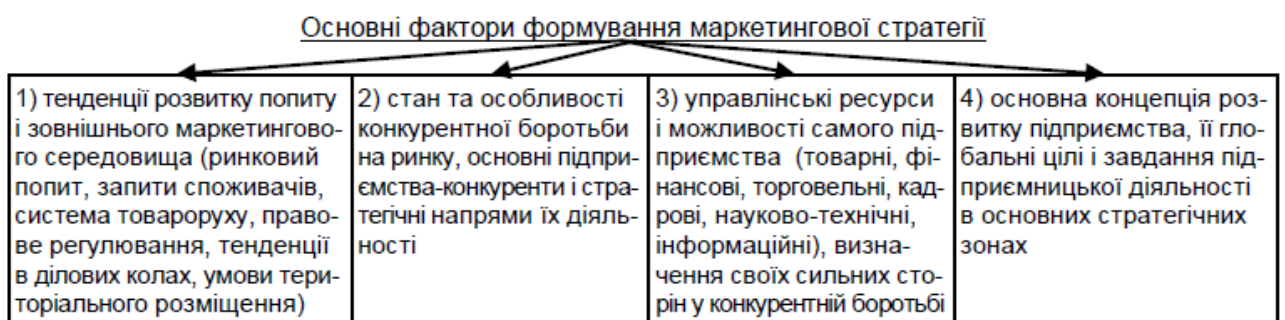 Основні фактори формування маркетингової стратегії
1) тенденції розвитку попиту
і зовнішнього маркетингово-
го середовища (ринковий
попит, запити споживачів,
система товароруху, право-
ве регулювання, тенденції
в ділових колах, умови тери-
торіального розміщення)
2) стан та особливості
конкурентної боротьби
на ринку, основні підпри-
ємства-конкуренти і стра-
тегічні напрями їх діяль-
ності
3) управлінські ресурси
і можливості самого під-
приємства (товарні, фі-
нансові, торговельні, кад-
рові, науково-технічні,
інформаційні), визна-
чення своїх сильних сто-
рін у конкурентній боротьбі
4) основна концепція роз-
витку підприємства, її гло-
бальні цілі і завдання під-
приємницької діяльності
в основних стратегічних
зонах